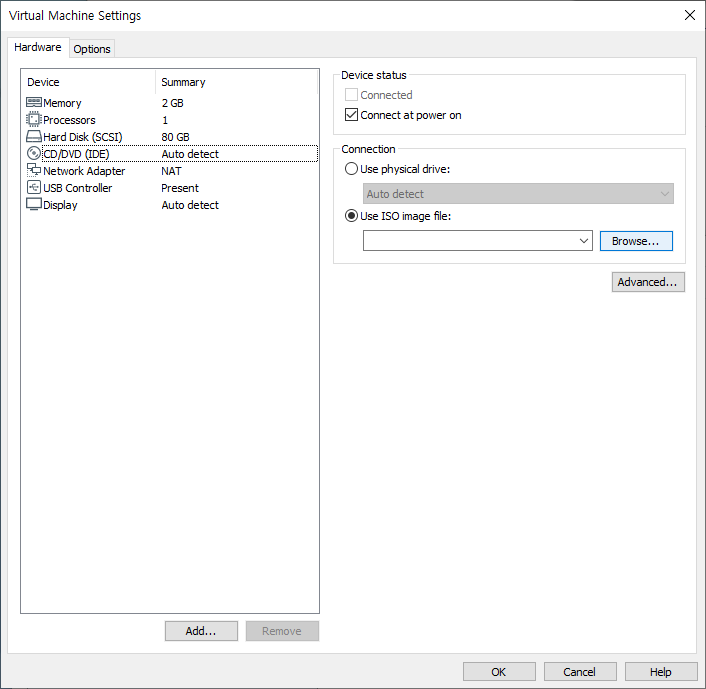 Virtual Machine Settings
Hardware Options
Device Summary
Memory 2 GB
Processors 1
Hard Disk (SCSI) 80 GB
CD/DVD (IDE) Auto detect
Network Adapter NAT
USB Controller Present
Display Auto detect
Add... Remove
Device status
Connected
Connect at power on
Connection
Use physical drive:
Auto detect
Use ISO image file:
Browse...
Advanced...
OK Cancel Help